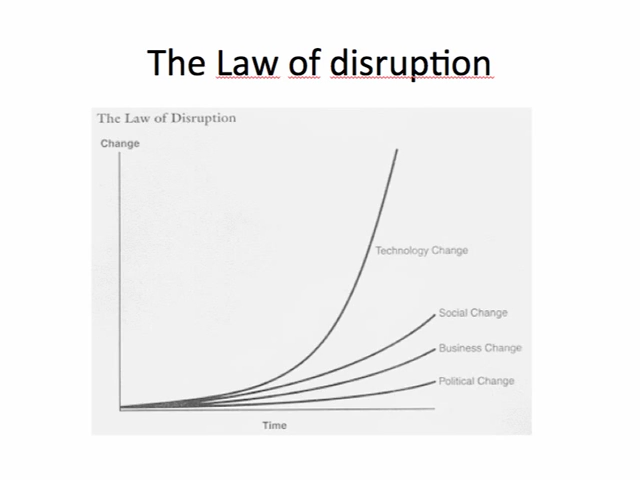 The Law of disruption
The Law of Disruption
Change
Technology Change
Social Change
Business Change
Political Change
Time